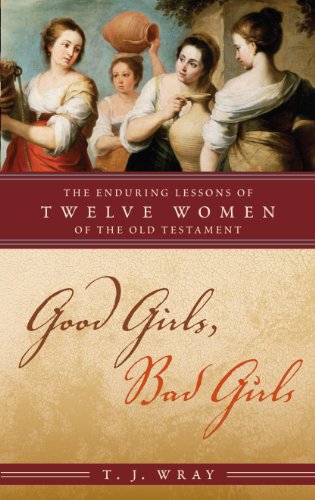 THE ENDURING LESSONS OF
TWELVE WOMEN
OF THE OLD TESTAMENT
Good Girls,
Bad Girls
T. J. WRAY